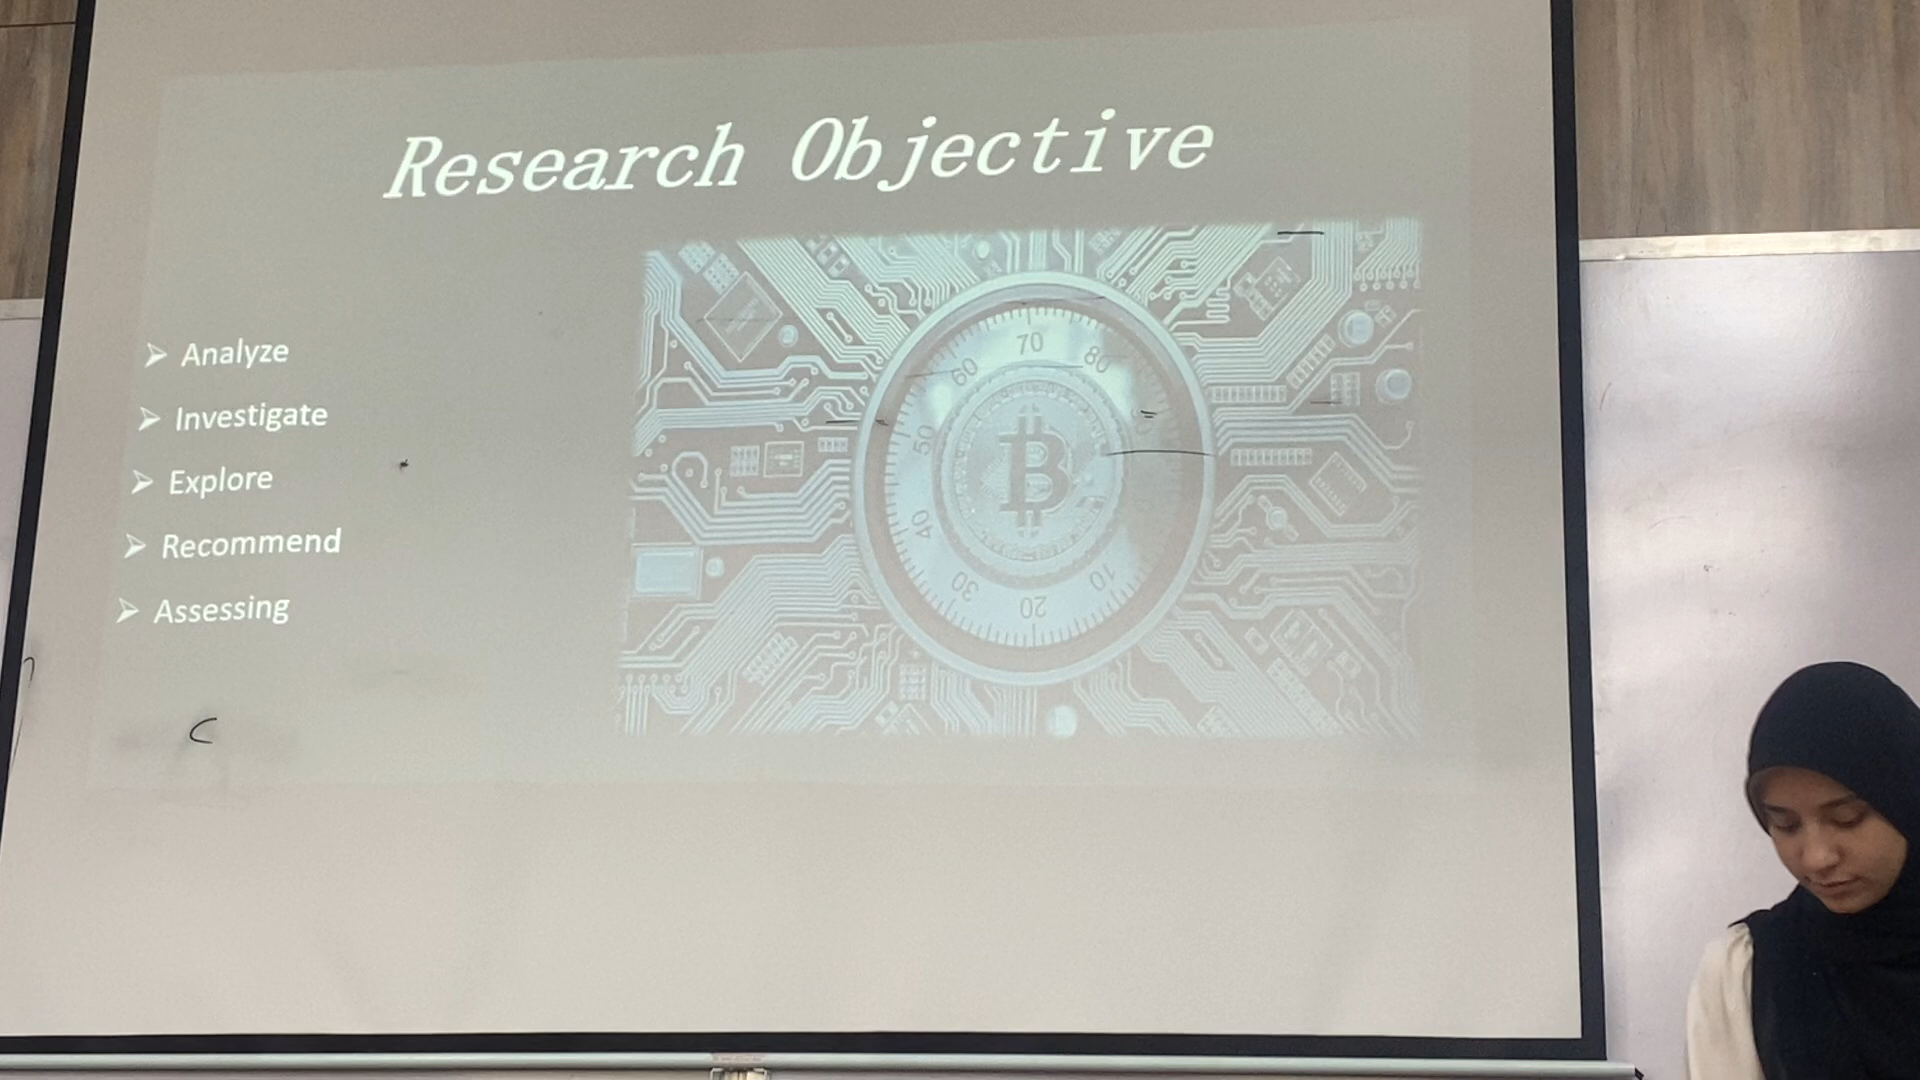 Research Objective
Analyze
Investigate
Explore
Recommend
Assessing
70
60
80
50
40
30
20
10
B
C